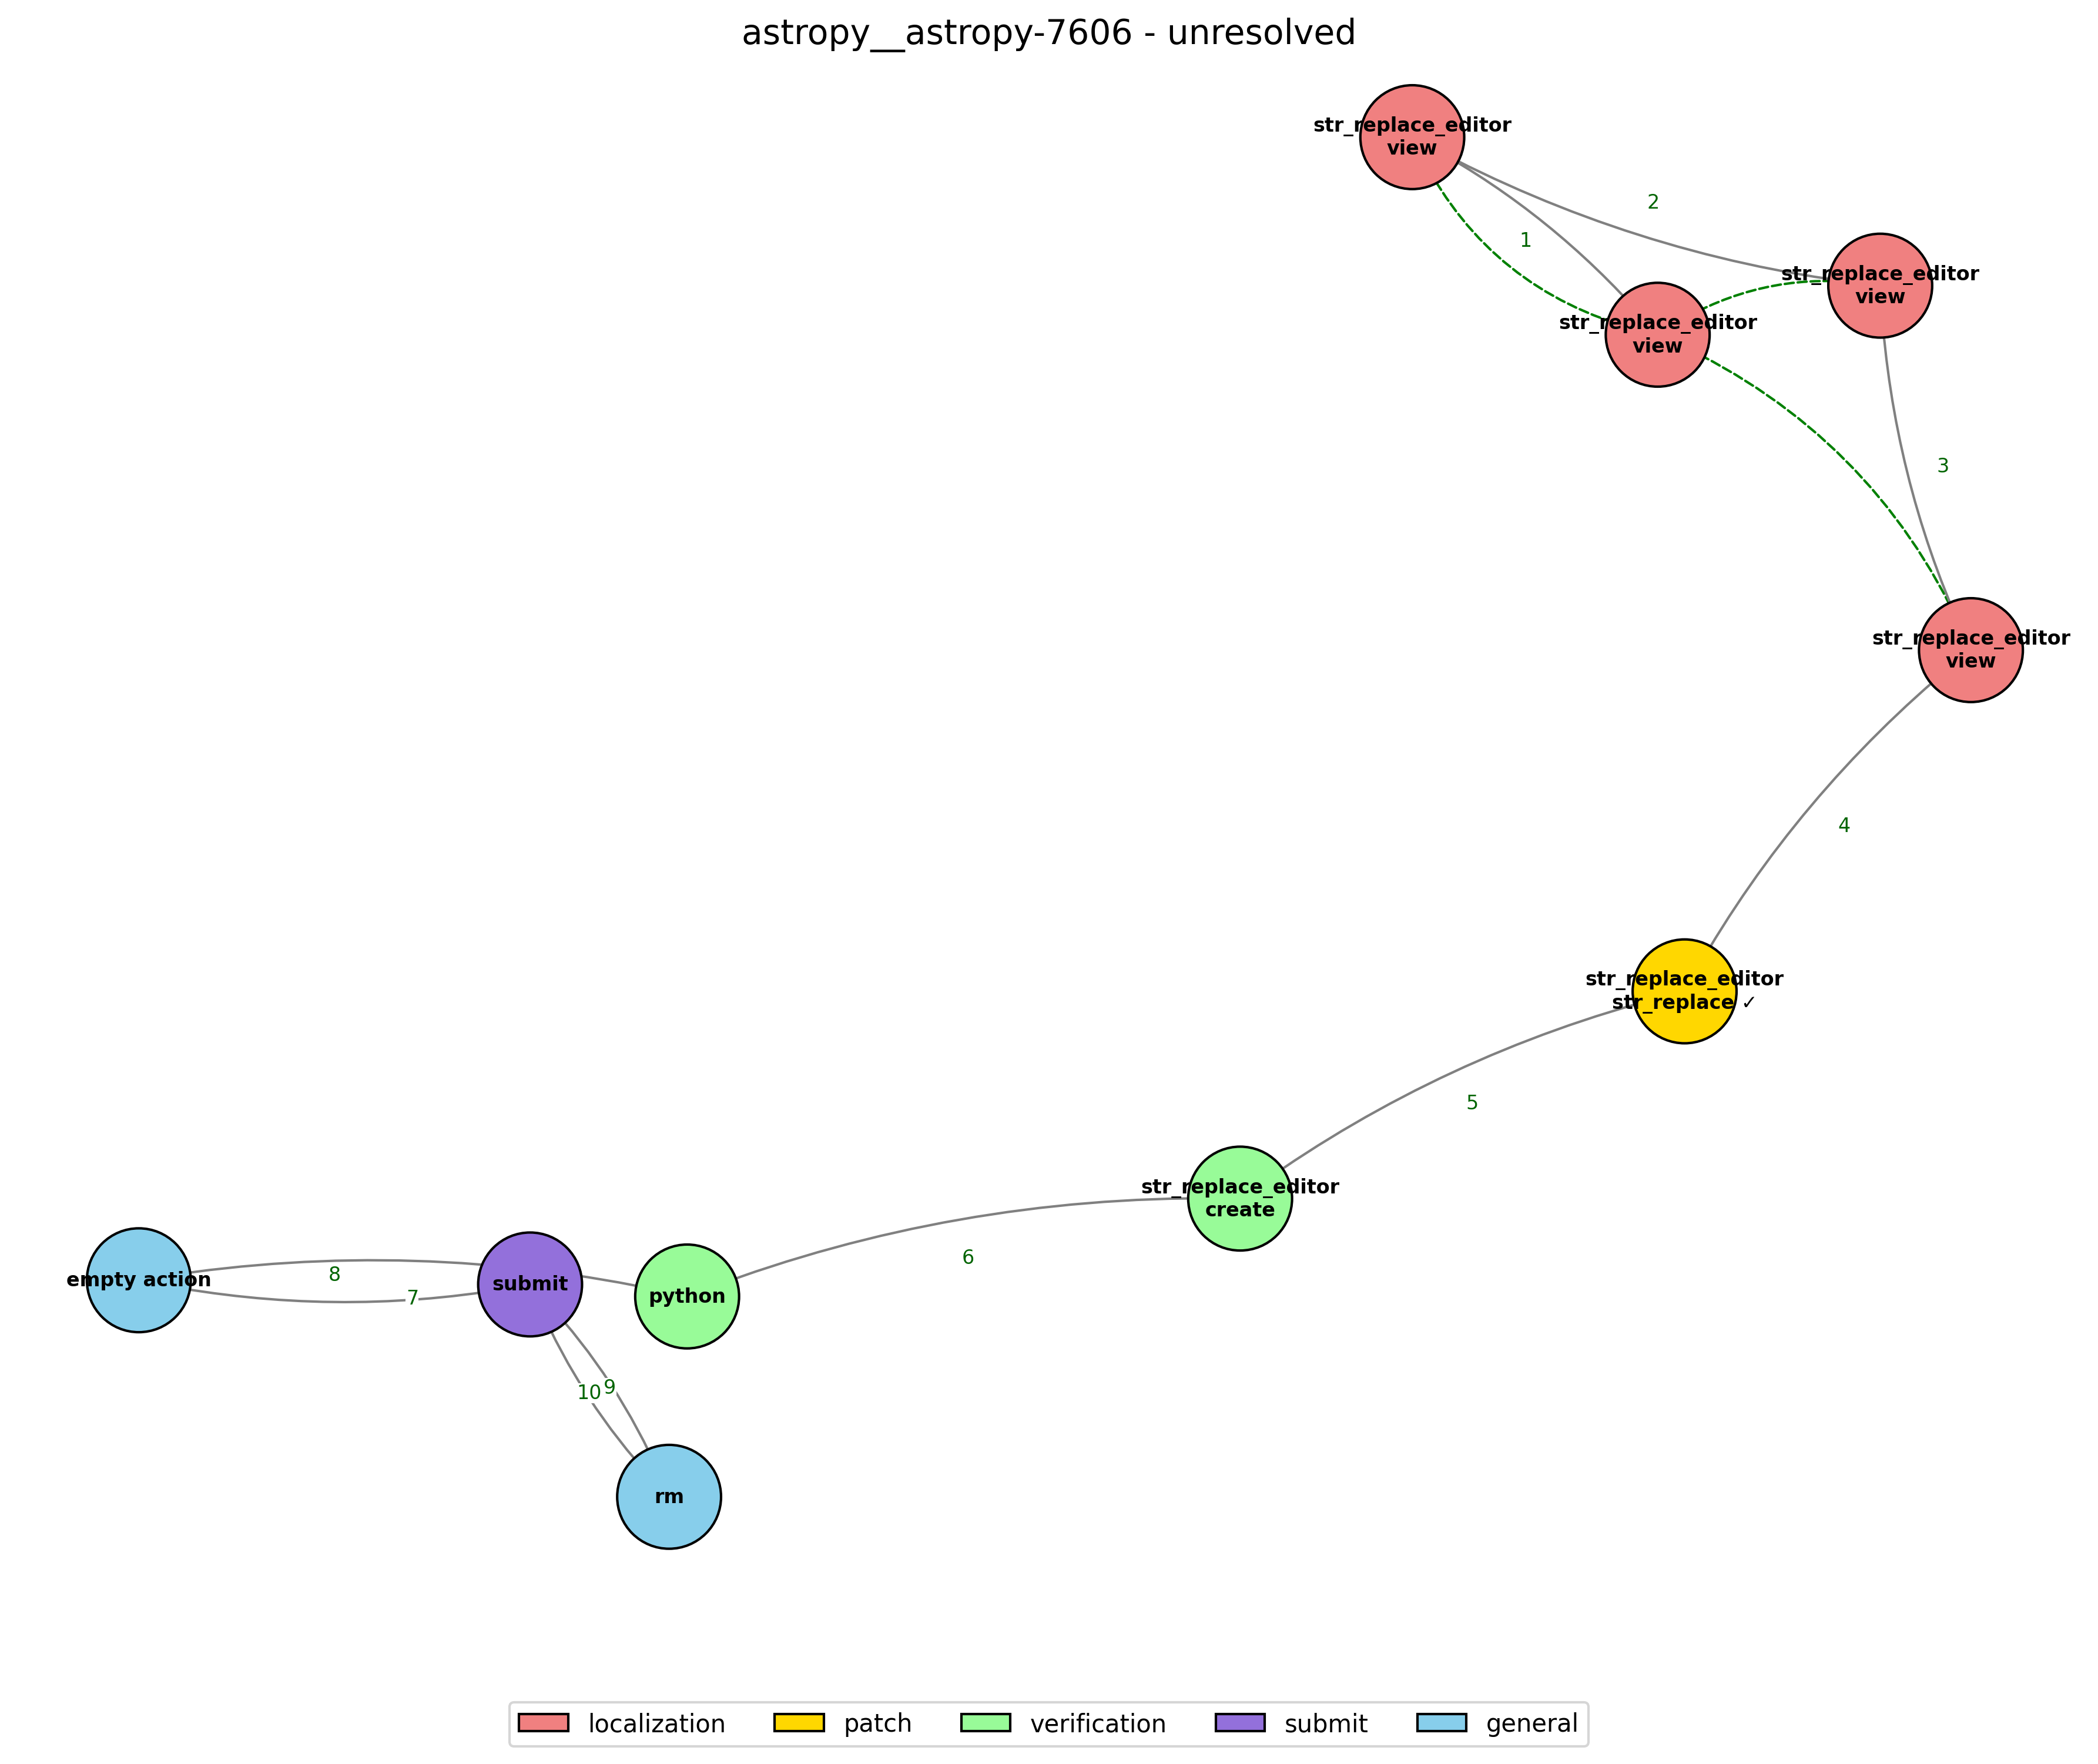 astropy__astropy-7606 - unresolved
str_replace_editor
view
2
1
str_replace_editor
view
str_replace_editor
view
3
str_replace_editor
view
4
str_replace_editor
str_replace ✓
5
str_replace_editor
create
6
empty action
8
7
submit
python
10
9
rm
localization
patch
verification
submit
general